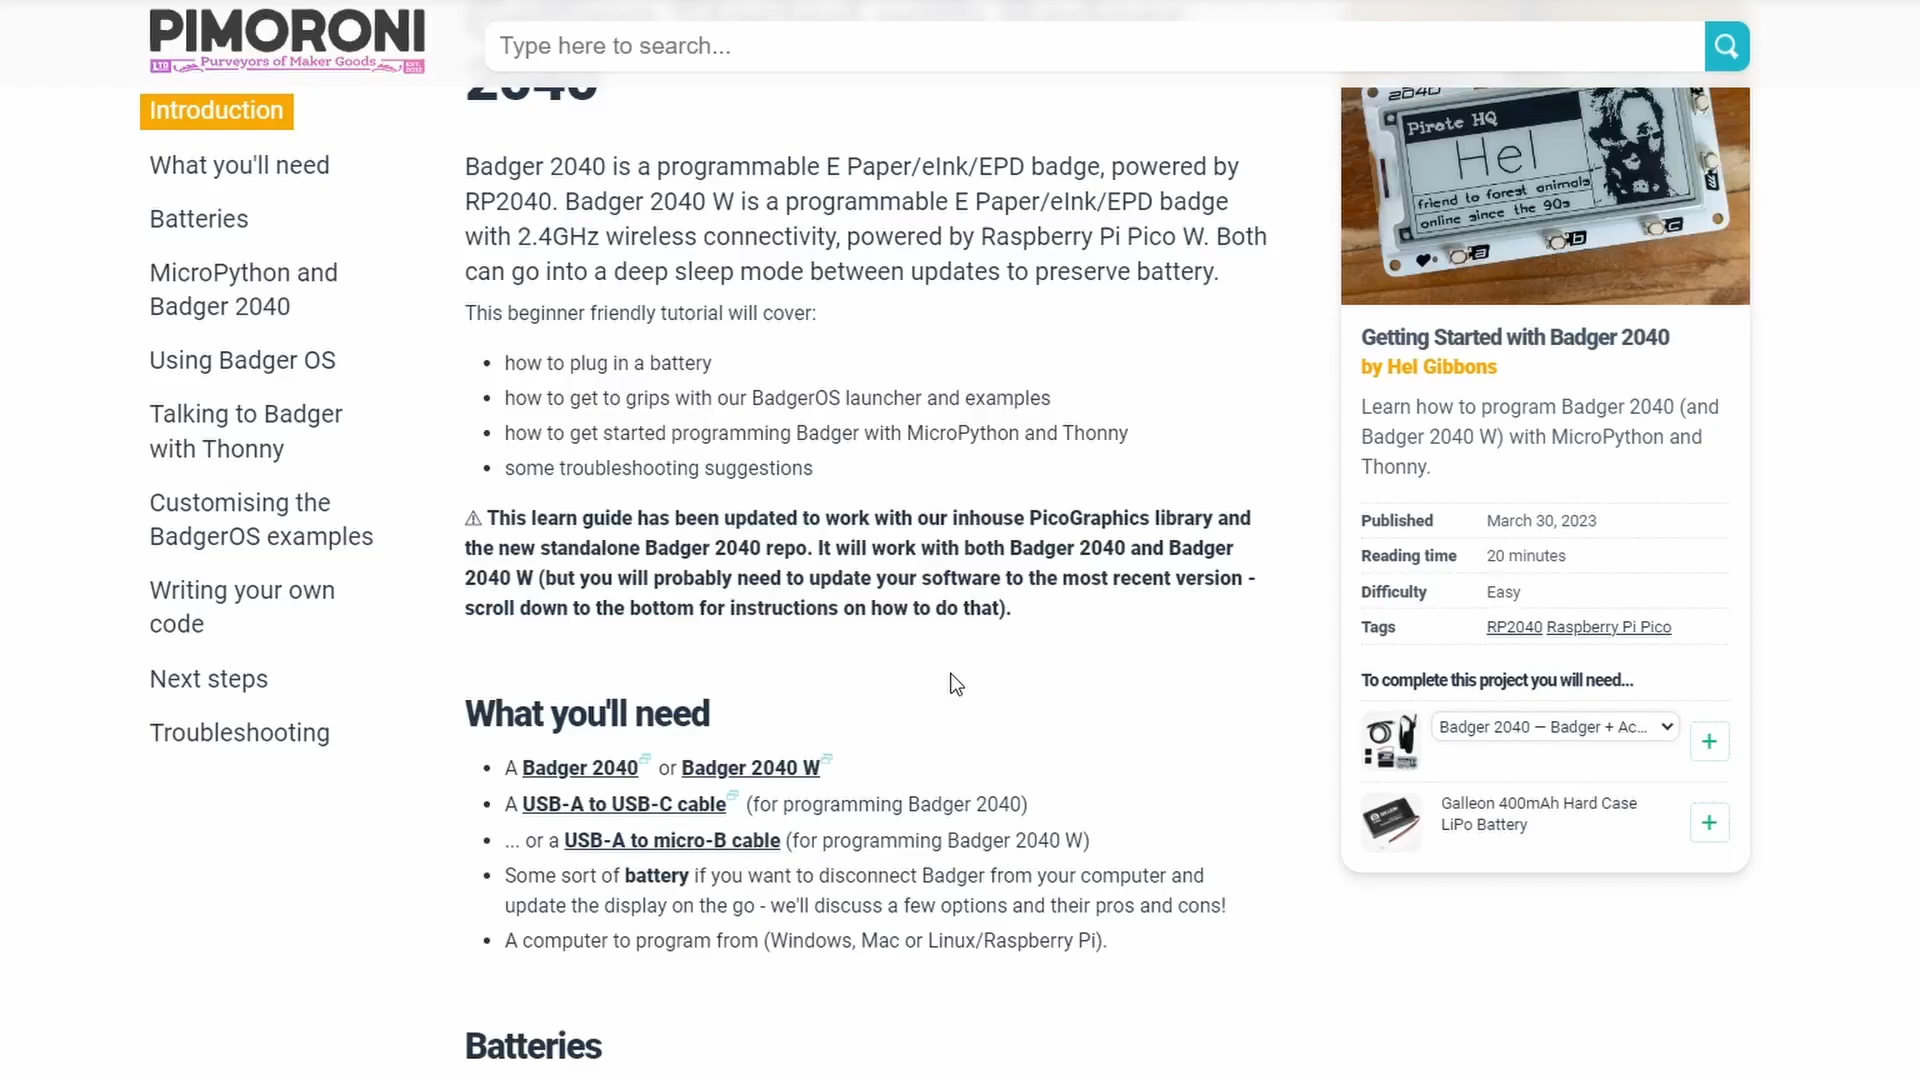 PIMORONI
LTD Purveyors of Maker Goods EST. 2012
Type here to search...
Introduction
What you'll need
Batteries
MicroPython and
Badger 2040
Using Badger OS
Talking to Badger
with Thonny
Customising the
BadgerOS examples
Writing your own
code
Next steps
Troubleshooting
2040
Badger 2040 is a programmable E Paper/eInk/EPD badge, powered by
RP2040. Badger 2040 W is a programmable E Paper/eInk/EPD badge
with 2.4GHz wireless connectivity, powered by Raspberry Pi Pico W. Both
can go into a deep sleep mode between updates to preserve battery.
This beginner friendly tutorial will cover:
• how to plug in a battery
• how to get to grips with our BadgerOS launcher and examples
• how to get started programming Badger with MicroPython and Thonny
• some troubleshooting suggestions
⚠ This learn guide has been updated to work with our inhouse PicoGraphics library and
the new standalone Badger 2040 repo. It will work with both Badger 2040 and Badger
2040 W (but you will probably need to update your software to the most recent version -
scroll down to the bottom for instructions on how to do that).
What you'll need
• A Badger 2040 or Badger 2040 W
• A USB-A to USB-C cable (for programming Badger 2040)
• ... or a USB-A to micro-B cable (for programming Badger 2040 W)
• Some sort of battery if you want to disconnect Badger from your computer and
update the display on the go - we'll discuss a few options and their pros and cons!
• A computer to program from (Windows, Mac or Linux/Raspberry Pi).
Batteries
2040
Pirate HQ
Hel
friend to forest animals
online since the 90s
a b c
Getting Started with Badger 2040
by Hel Gibbons
Learn how to program Badger 2040 (and
Badger 2040 W) with MicroPython and
Thonny.
Published March 30, 2023
Reading time 20 minutes
Difficulty Easy
Tags RP2040 Raspberry Pi Pico
To complete this project you will need...
Badger 2040 — Badger + Ac...
+
Galleon 400mAh Hard Case
LiPo Battery
+